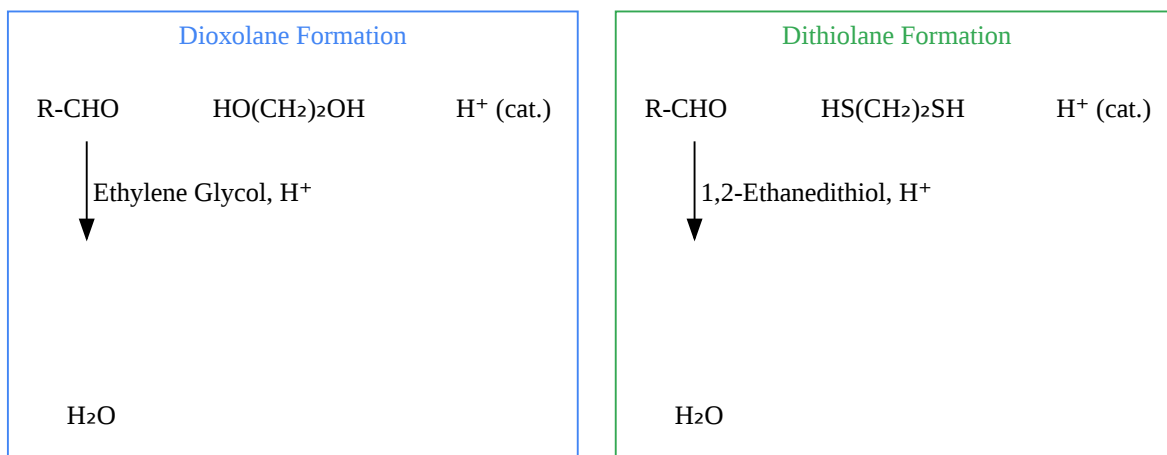 Dioxolane Formation
R-CHO HO(CH₂)₂OH H⁺ (cat.)
Ethylene Glycol, H⁺
H₂O
Dithiolane Formation
R-CHO HS(CH₂)₂SH H⁺ (cat.)
1,2-Ethanedithiol, H⁺
H₂O